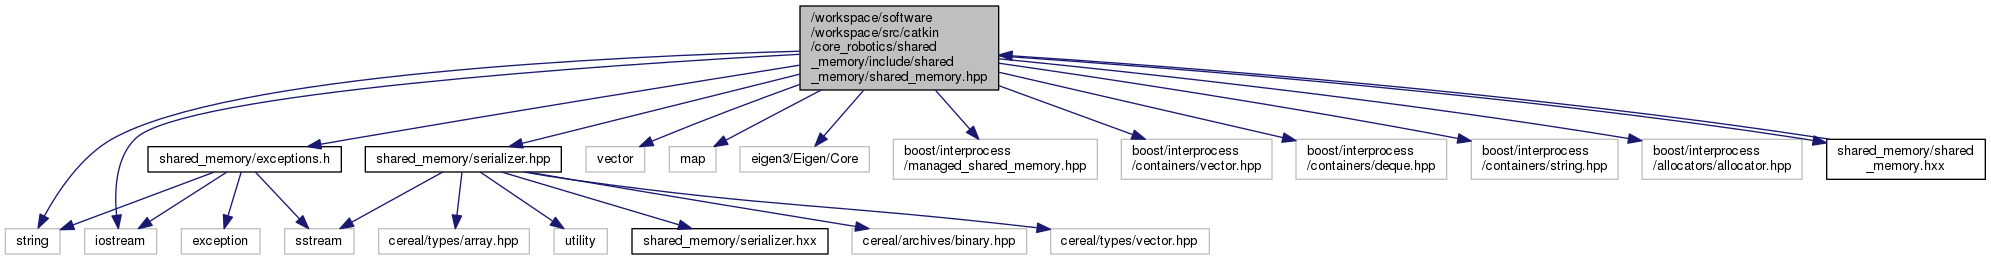 /workspace/software
/workspace/src/catkin
/core_robotics/shared
_memory/include/shared
_memory/shared_memory.hpp
shared_memory/exceptions.h
shared_memory/serializer.hpp
vector
map
eigen3/Eigen/Core
boost/interprocess
/managed_shared_memory.hpp
boost/interprocess
/containers/vector.hpp
boost/interprocess
/containers/deque.hpp
boost/interprocess
/containers/string.hpp
boost/interprocess
/allocators/allocator.hpp
shared_memory/shared
_memory.hxx
string
iostream
exception
sstream
cereal/types/array.hpp
utility
shared_memory/serializer.hxx
cereal/archives/binary.hpp
cereal/types/vector.hpp